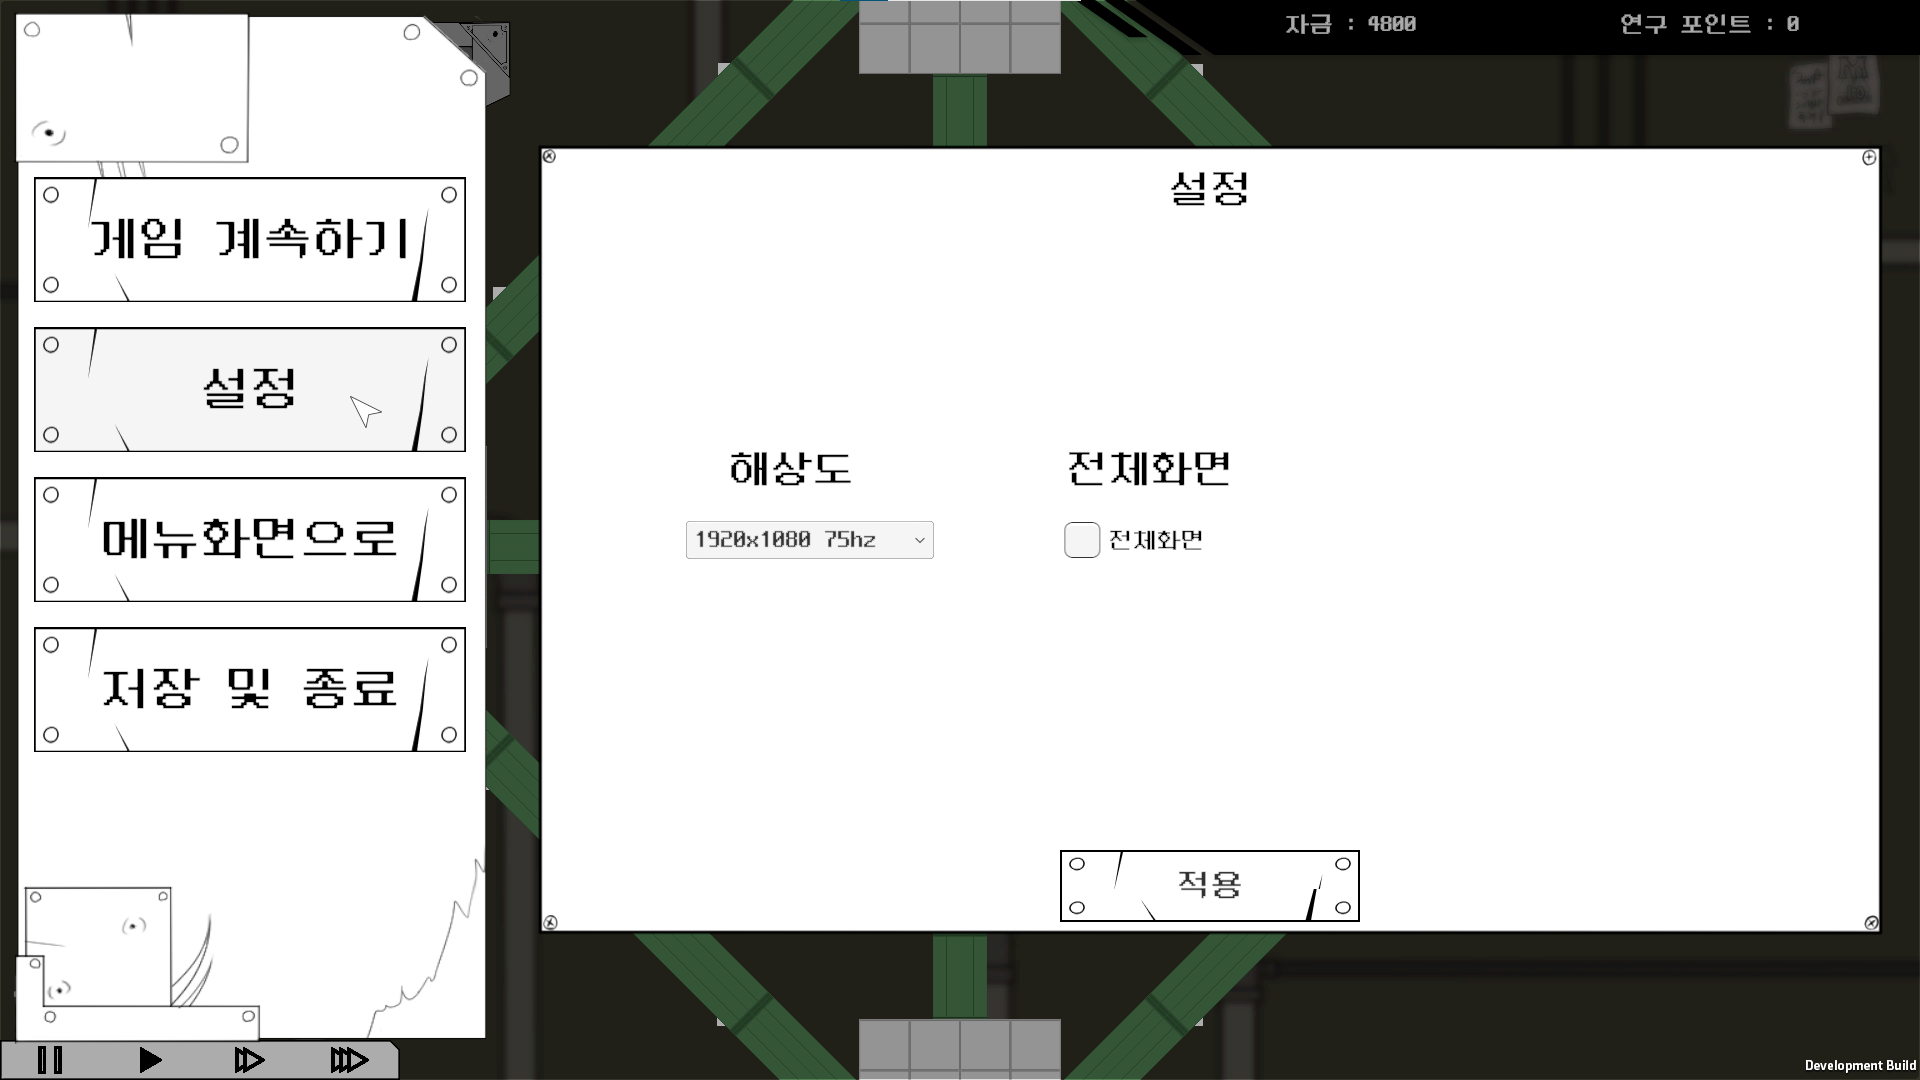 자금 : 4800
연구 포인트 : 0
게임 계속하기
설정
메뉴화면으로
저장 및 종료
설정
해상도
전체화면
1920x1080 75hz
전체화면
적용
Development Build